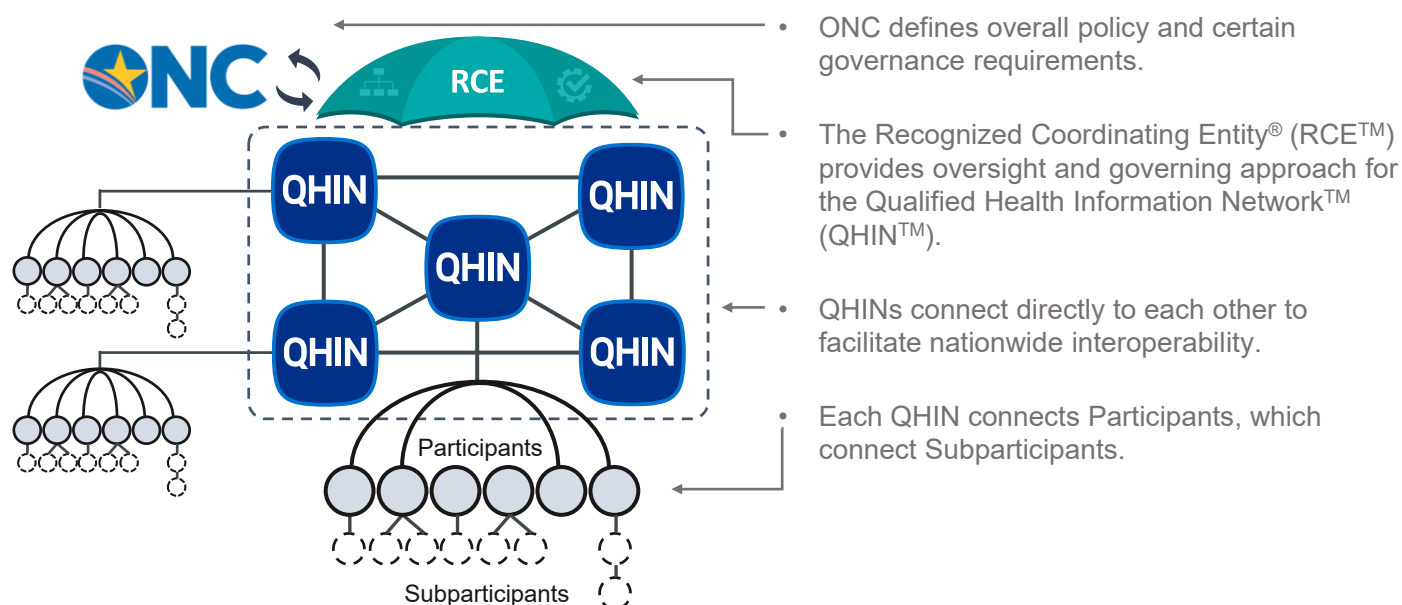 ONC
RCE
QHIN
QHIN
QHIN
QHIN
QHIN
Participants
Subparticipants
• ONC defines overall policy and certain
governance requirements.
• The Recognized Coordinating Entity® (RCE™)
provides oversight and governing approach for
the Qualified Health Information Network™
(QHIN™).
• QHINs connect directly to each other to
facilitate nationwide interoperability.
• Each QHIN connects Participants, which
connect Subparticipants.